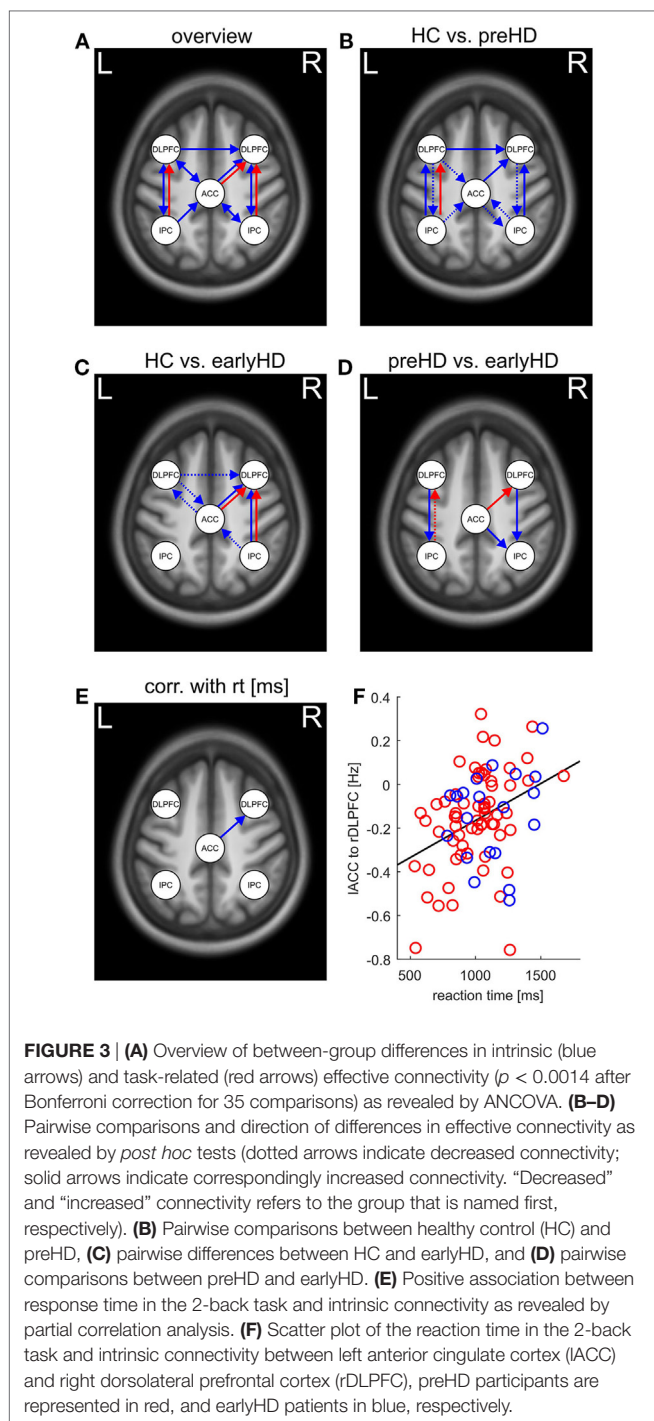 A overview
L R
DLPFC DLPFC
ACC
IPC IPC
B HC vs. preHD
L R
DLPFC DLPFC
ACC
IPC IPC
C HC vs. earlyHD
L R
DLPFC DLPFC
ACC
IPC IPC
D preHD vs. earlyHD
L R
DLPFC DLPFC
ACC
IPC IPC
E corr. with rt [ms]
L R
DLPFC DLPFC
ACC
IPC IPC
F
lACC to rDLPFC [Hz]
0.4
0.2
0
-0.2
-0.4
-0.6
-0.8
500 1000 1500
reaction time [ms]
FIGURE 3 | (A) Overview of between-group differences in intrinsic (blue
arrows) and task-related (red arrows) effective connectivity (p < 0.0014 after
Bonferroni correction for 35 comparisons) as revealed by ANCOVA. (B–D)
Pairwise comparisons and direction of differences in effective connectivity as
revealed by post hoc tests (dotted arrows indicate decreased connectivity;
solid arrows indicate correspondingly increased connectivity. “Decreased”
and “increased” connectivity refers to the group that is named first,
respectively). (B) Pairwise comparisons between healthy control (HC) and
preHD, (C) pairwise differences between HC and earlyHD, and (D) pairwise
comparisons between preHD and earlyHD. (E) Positive association between
response time in the 2-back task and intrinsic connectivity as revealed by
partial correlation analysis. (F) Scatter plot of the reaction time in the 2-back
task and intrinsic connectivity between left anterior cingulate cortex (lACC)
and right dorsolateral prefrontal cortex (rDLPFC), preHD participants are
represented in red, and earlyHD patients in blue, respectively.